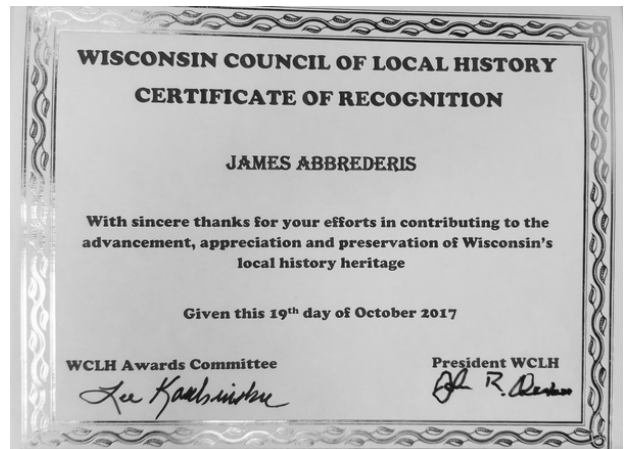 WISCONSIN COUNCIL OF LOCAL HISTORY
CERTIFICATE OF RECOGNITION
JAMES ABBREDERIS
With sincere thanks for your efforts in contributing to the
advancement, appreciation and preservation of Wisconsin's
local history heritage
Given this 19th day of October 2017
WCLH Awards Committee
President WCLH
Lee
R.